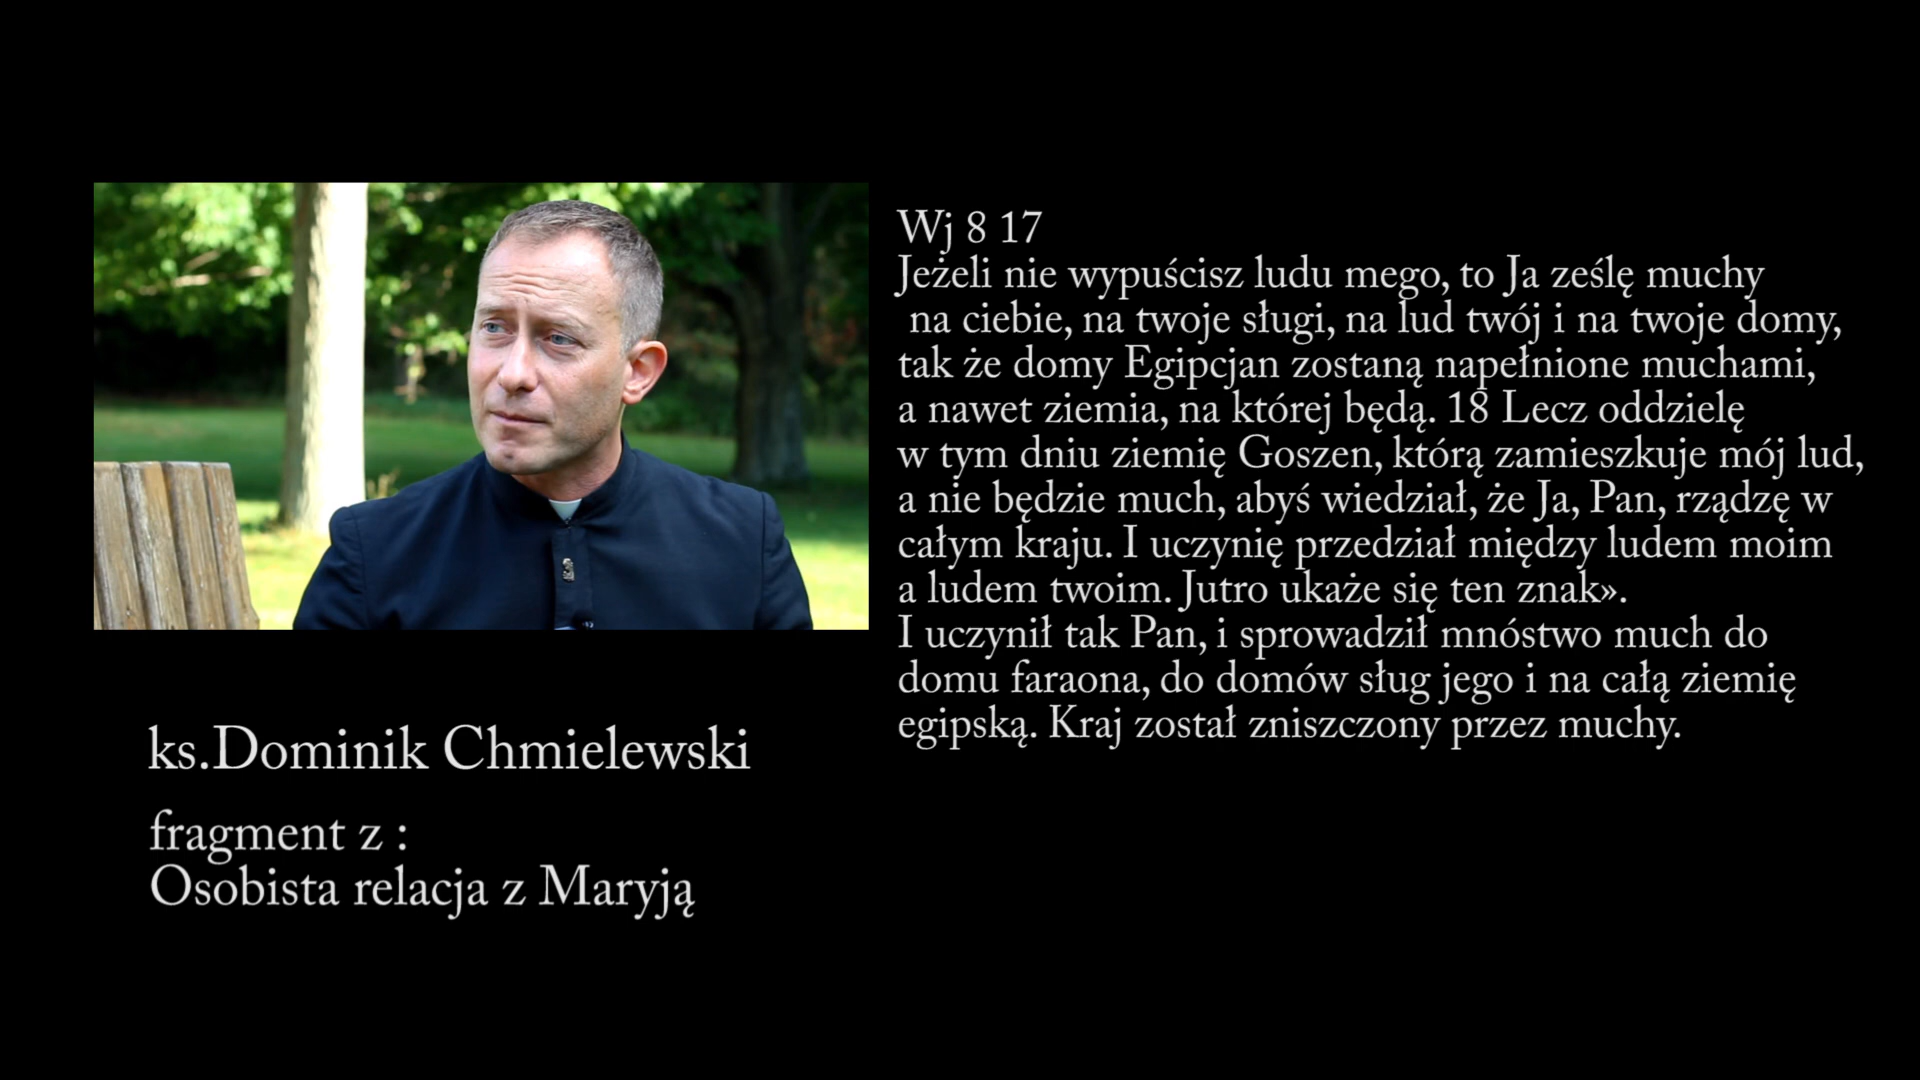 Wj 8 17
Jeżeli nie wypuścisz ludu mego, to Ja ześlę muchy
na ciebie, na twoje sługi, na lud twój i na twoje domy,
tak że domy Egipcjan zostaną napełnione muchami,
a nawet ziemia, na której będą. 18 Lecz oddzielę
w tym dniu ziemię Goszen, którą zamieszkuje mój lud,
a nie będzie much, abyś wiedział, że Ja, Pan, rządzę w
całym kraju. I uczynię przedział między ludem moim
a ludem twoim. Jutro ukaże się ten znak».
I uczynił tak Pan, i sprowadził mnóstwo much do
domu faraona, do domów sług jego i na całą ziemię
egipską. Kraj został zniszczony przez muchy.
ks.Dominik Chmielewski
fragment z :
Osobista relacja z Maryją